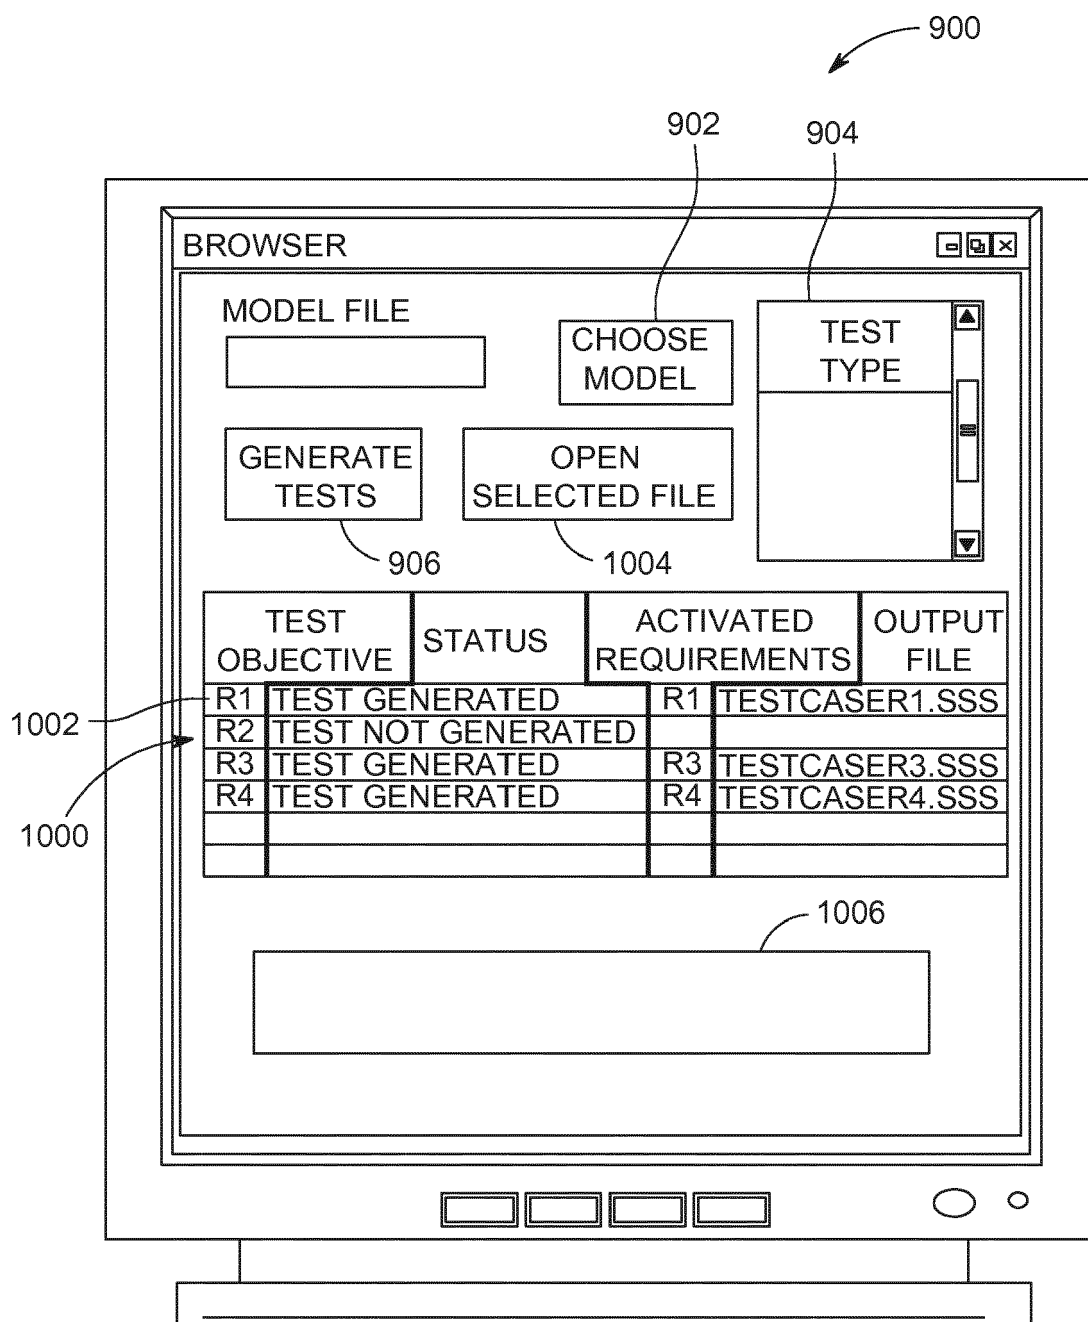 900
902
904
BROWSER
MODEL FILE
CHOOSE
MODEL
TEST
TYPE
GENERATE
TESTS
OPEN
SELECTED FILE
906
1004
TEST
OBJECTIVE
STATUS
ACTIVATED
REQUIREMENTS
OUTPUT
FILE
1002
R1 TEST GENERATED R1 TESTCASER1.SSS
R2 TEST NOT GENERATED
R3 TEST GENERATED R3 TESTCASER3.SSS
R4 TEST GENERATED R4 TESTCASER4.SSS
1000
1006